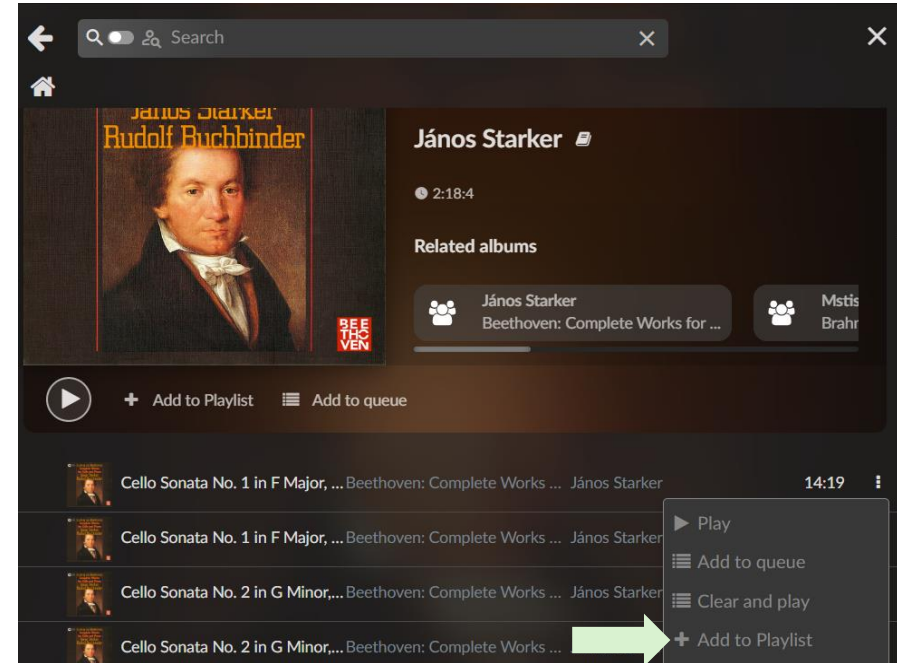 Search
János Starker
Rudolf Buchbinder
BEE
THO
VEN
János Starker
2:18:4
Related albums
János Starker
Beethoven: Complete Works for ...
Mstis
Brahr
Add to Playlist
Add to queue
Cello Sonata No. 1 in F Major, ... Beethoven: Complete Works ... János Starker 14:19
Cello Sonata No. 1 in F Major, ... Beethoven: Complete Works ... János Starker
Cello Sonata No. 2 in G Minor,... Beethoven: Complete Works ... János Starker
Cello Sonata No. 2 in G Minor,... Beethoven: Complete Works ...
Play
Add to queue
Clear and play
Add to Playlist